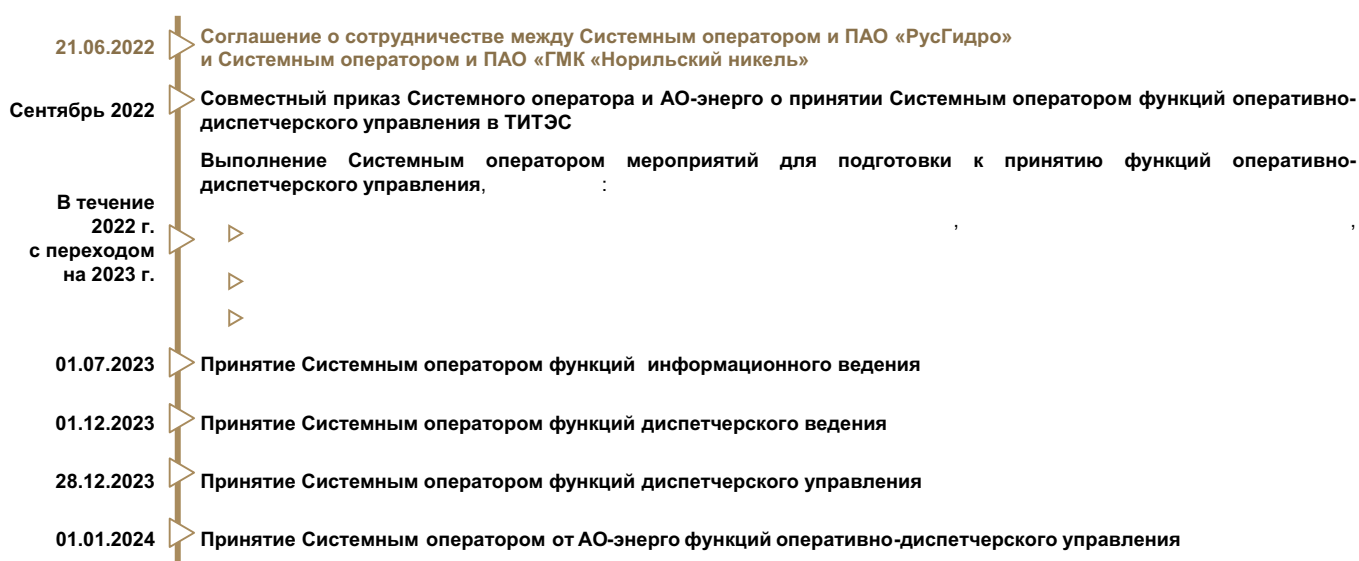 21.06.2022
Соглашение о сотрудничестве между Системным оператором и ПАО «РусГидро»
и Системным оператором и ПАО «ГМК «Норильский никель»
Сентябрь 2022
Совместный приказ Системного оператора и АО-энерго о принятии Системным оператором функций оперативно-
диспетчерского управления в ТИТЭС
В течение
2022 г.
с переходом
на 2023 г.
Выполнение Системным оператором мероприятий для подготовки к принятию функций оперативно-
диспетчерского управления, :
, ,
01.07.2023
Принятие Системным оператором функций информационного ведения
01.12.2023
Принятие Системным оператором функций диспетчерского ведения
28.12.2023
Принятие Системным оператором функций диспетчерского управления
01.01.2024
Принятие Системным оператором от АО-энерго функций оперативно-диспетчерского управления